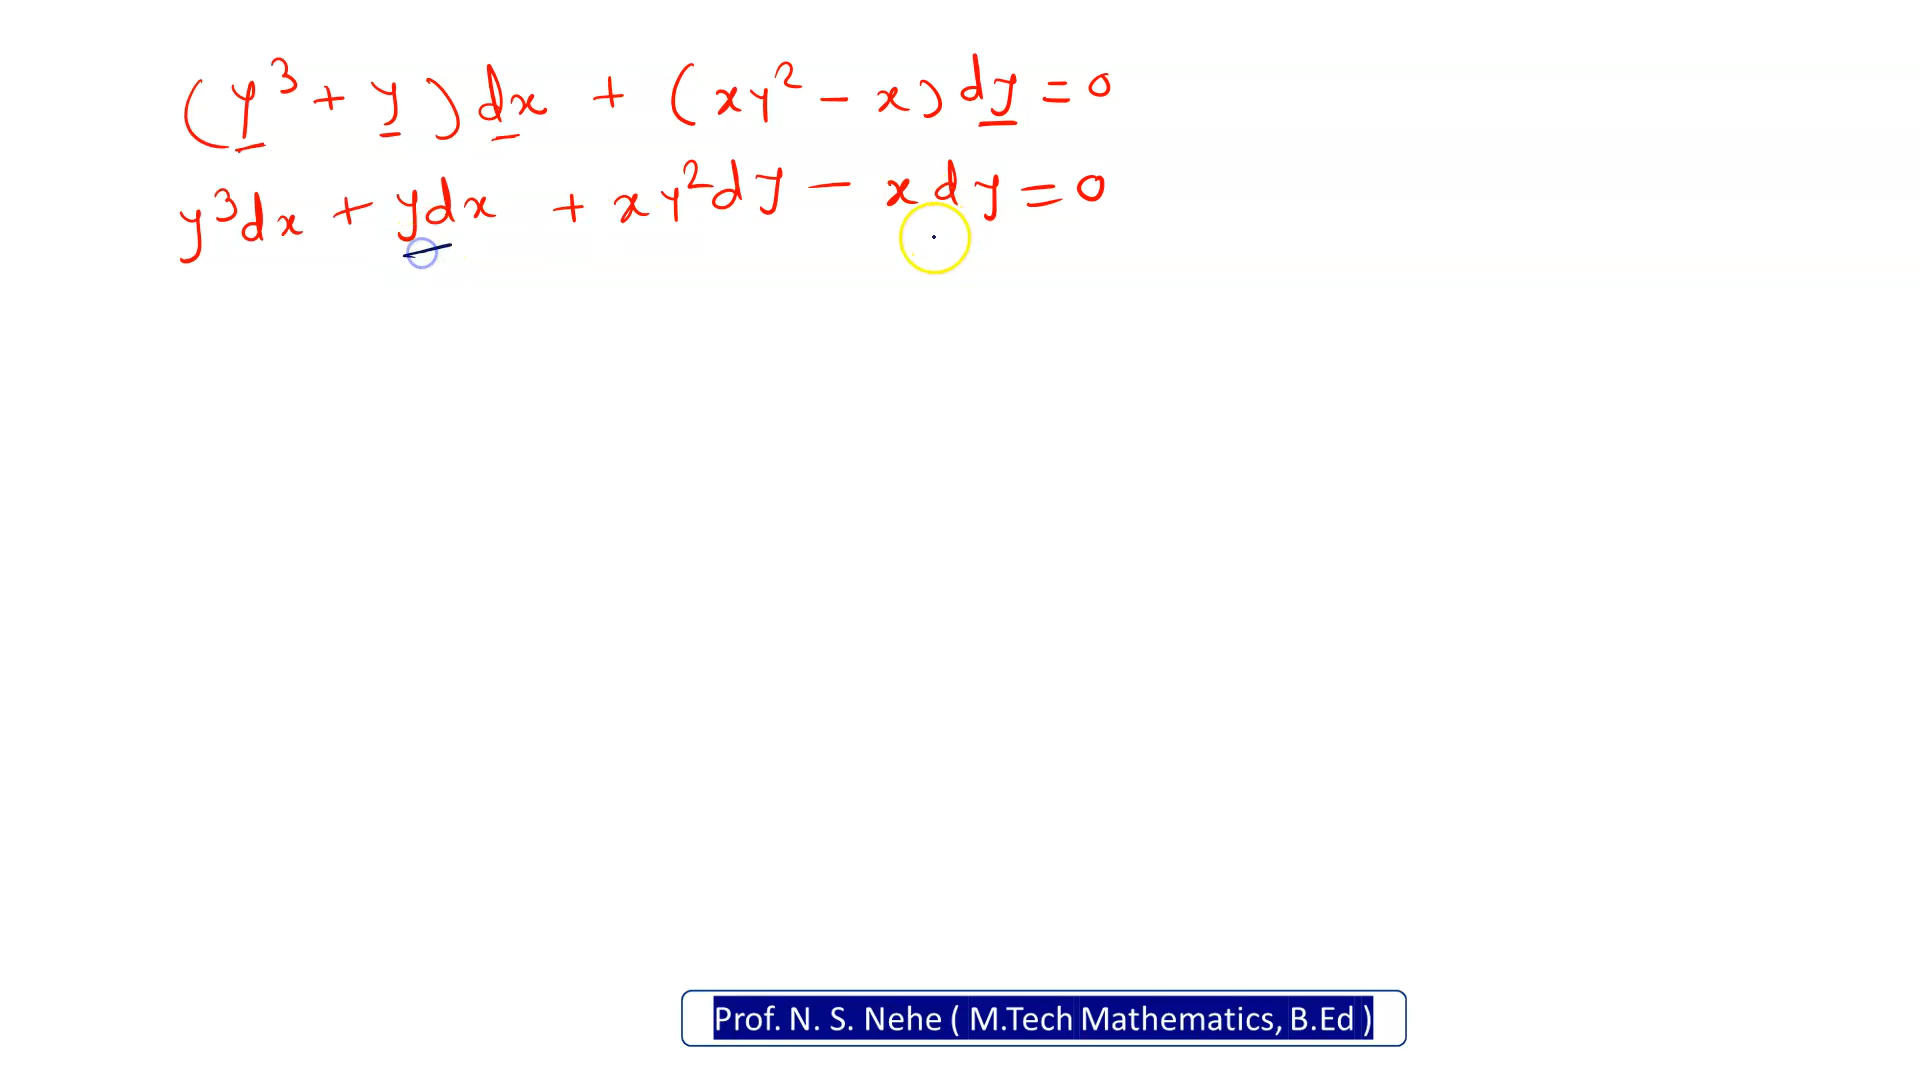 (y³ + y) dx + (xy² - x) dy = 0
y³dx + ydx + xy²dy - xdy = 0
Prof. N. S. Nehe ( M.Tech Mathematics, B.Ed )